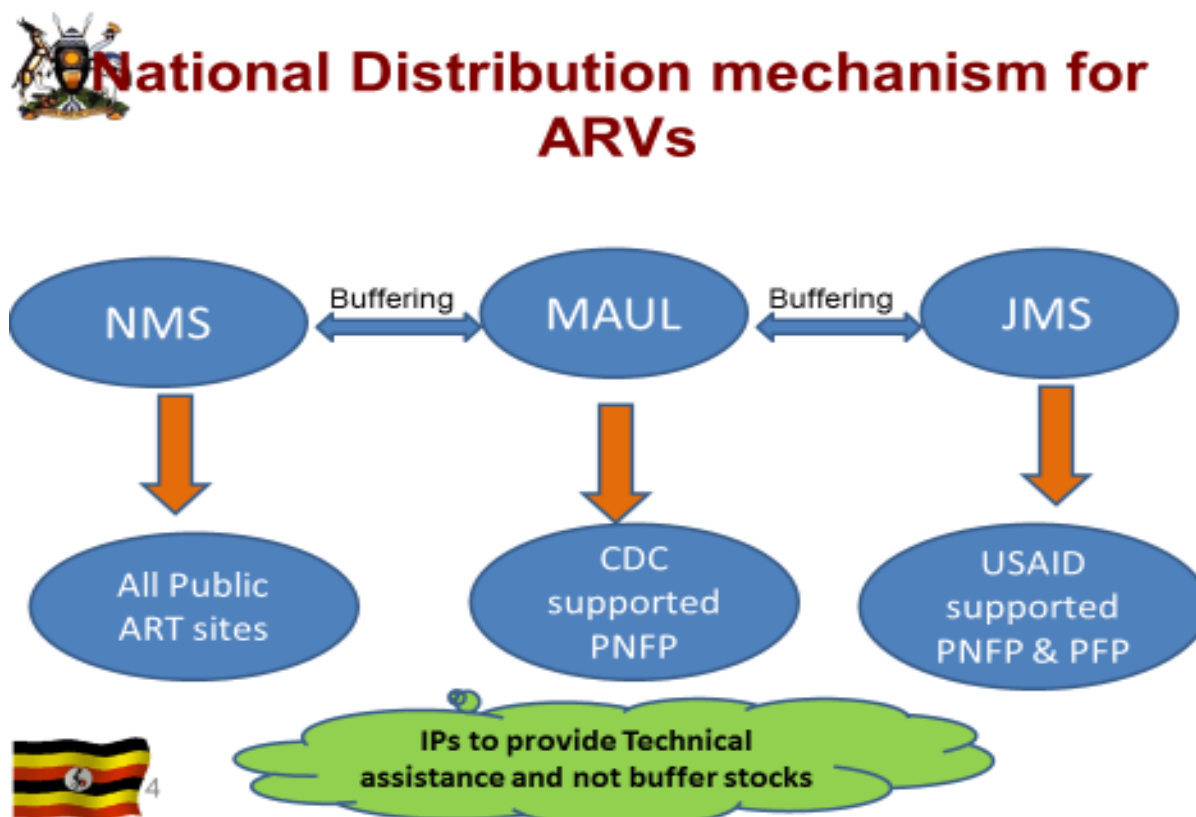 National Distribution mechanism for
ARVs
NMS
Buffering
MAUL
Buffering
JMS
All Public
ART sites
CDC
supported
PNFP
USAID
supported
PNFP & PFP
IPs to provide Technical
assistance and not buffer stocks
4